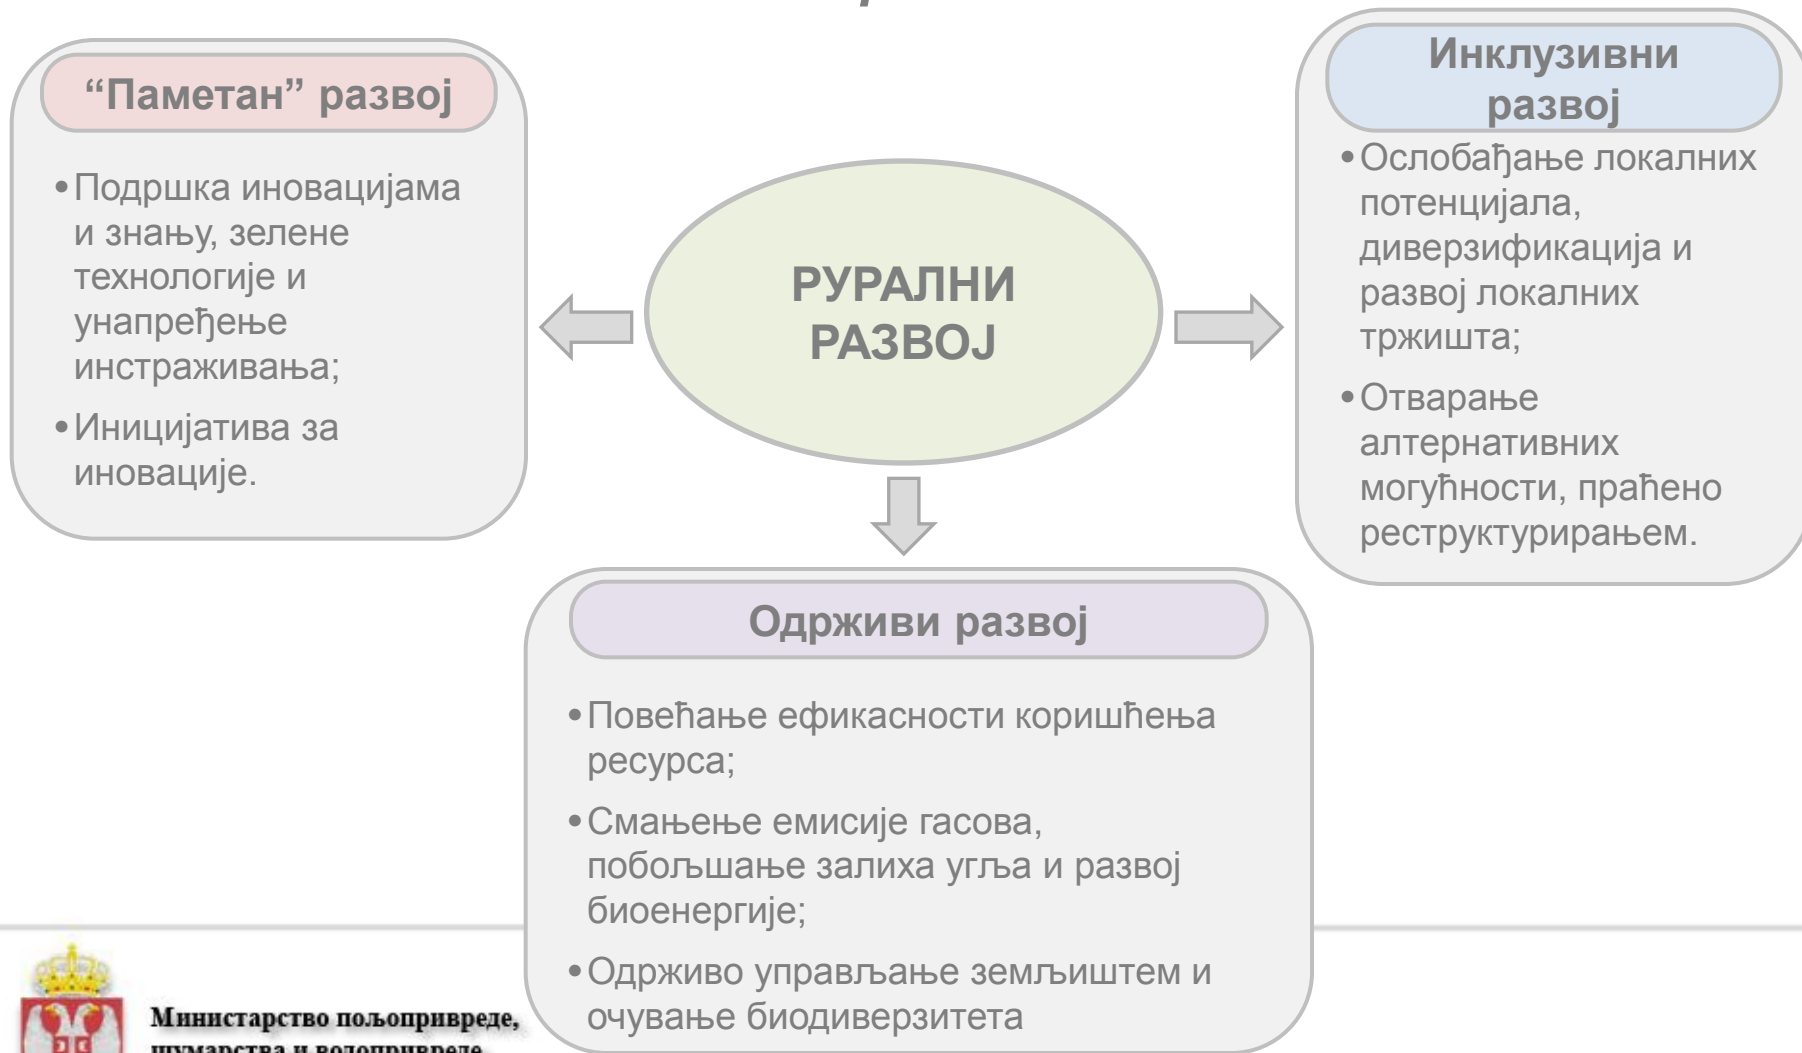 “Паметан” развој
•Подршка иновацијама
и знању, зелене
технологије и
унапређење
инстраживања;
•Иницијатива за
иновације.
РУРАЛНИ
РАЗВОЈ
Инклузивни
развој
•Ослобађање локалних
потенцијала,
диверзификација и
развој локалних
тржишта;
•Отварање
алтернативних
могућности, праћено
реструктурирањем.
Одрживи развој
•Повећање ефикасности коришћења
ресурса;
•Смањење емисије гасова,
побољшање залиха угља и развој
биоенергије;
•Одрживо управљање земљиштем и
очување биодиверзитета
Министарство пољопривреде,
шумарства и водопривреде